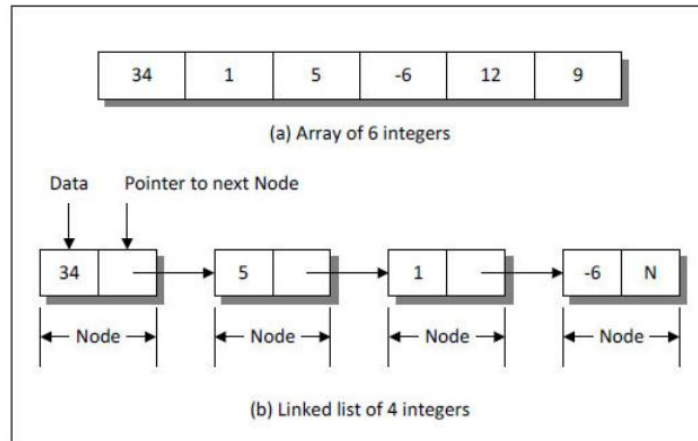 34 1 5 -6 12 9
(a) Array of 6 integers
Data Pointer to next Node
34 5 1 -6 N
Node Node Node Node
(b) Linked list of 4 integers